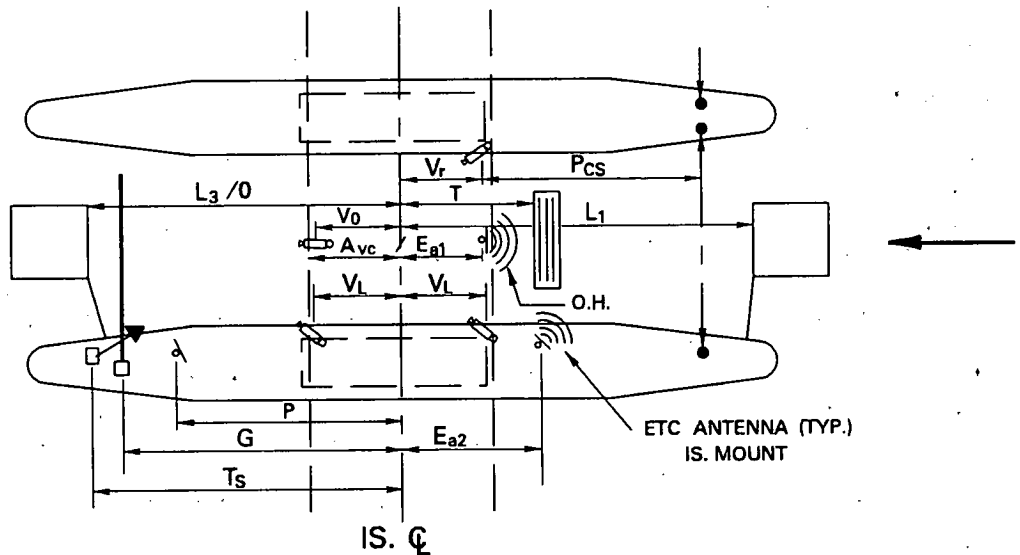 Vr
PCS
L3 /0
T
V0
L1
AVC
Ea1
VL
VL
O.H.
P
ETC ANTENNA (TYP.)
IS. MOUNT
G
Ea2
TS
IS. ℄